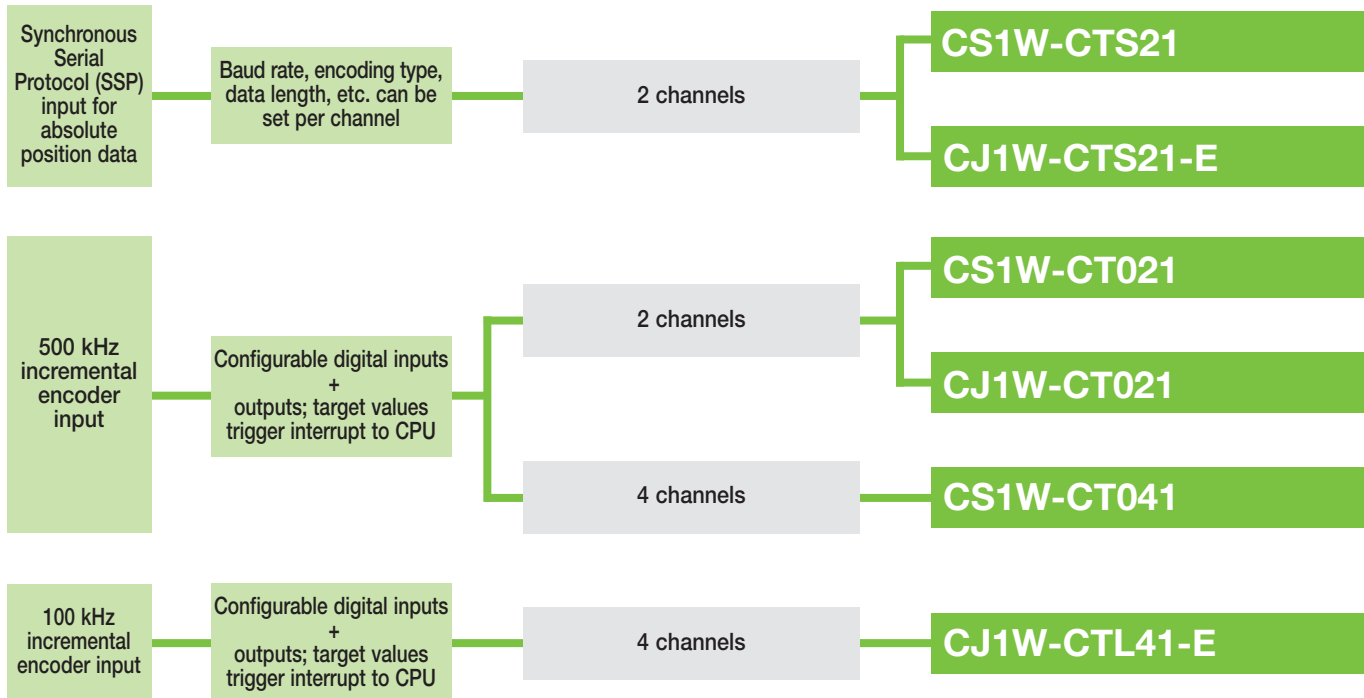 Synchronous
Serial
Protocol (SSP)
input for
absolute
position data
Baud rate, encoding type,
data length, etc. can be
set per channel
2 channels
CS1W-CTS21
CJ1W-CTS21-E
500 kHz
incremental
encoder
input
Configurable digital inputs
+
outputs; target values
trigger interrupt to CPU
2 channels
CS1W-CT021
CJ1W-CT021
4 channels
CS1W-CT041
100 kHz
incremental
encoder input
Configurable digital inputs
+
outputs; target values
trigger interrupt to CPU
4 channels
CJ1W-CTL41-E